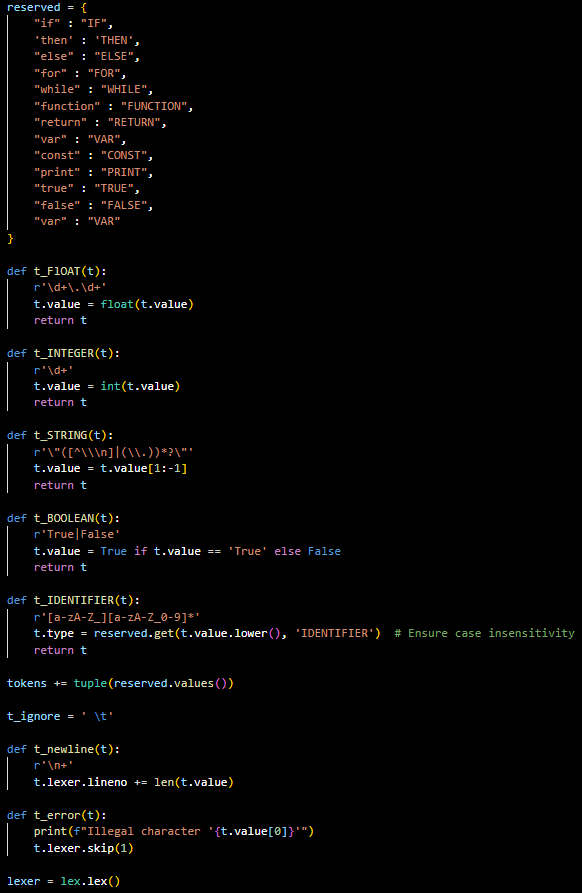 reserved = {
    "if" : "IF",
    'then' : 'THEN',
    "else" : "ELSE",
    "for" : "FOR",
    "while" : "WHILE",
    "function" : "FUNCTION",
    "return" : "RETURN",
    "var" : "VAR",
    "const" : "CONST",
    "print" : "PRINT",
    "true" : "TRUE",
    "false" : "FALSE",
    "var" : "VAR"
}
def t_FlOAT(t):
    r'\d+\.\d+'
    t.value = float(t.value)
    return t
def t_INTEGER(t):
    r'\d+'
    t.value = int(t.value)
    return t
def t_STRING(t):
    r'\"([^\\\n]|(\\.))*?\"'
    t.value = t.value[1:-1]
    return t
def t_BOOLEAN(t):
    r'True|False'
    t.value = True if t.value == 'True' else False
    return t
def t_IDENTIFIER(t):
    r'[a-zA-Z_][a-zA-Z_0-9]*'
    t.type = reserved.get(t.value.lower(), 'IDENTIFIER')  # Ensure case insensitivity
    return t
tokens += tuple(reserved.values())
t_ignore = ' \t'
def t_newline(t):
    r'\n+'
    t.lexer.lineno += len(t.value)
def t_error(t):
    print(f"Illegal character '{t.value[0]}'")
    t.lexer.skip(1)
lexer = lex.lex()